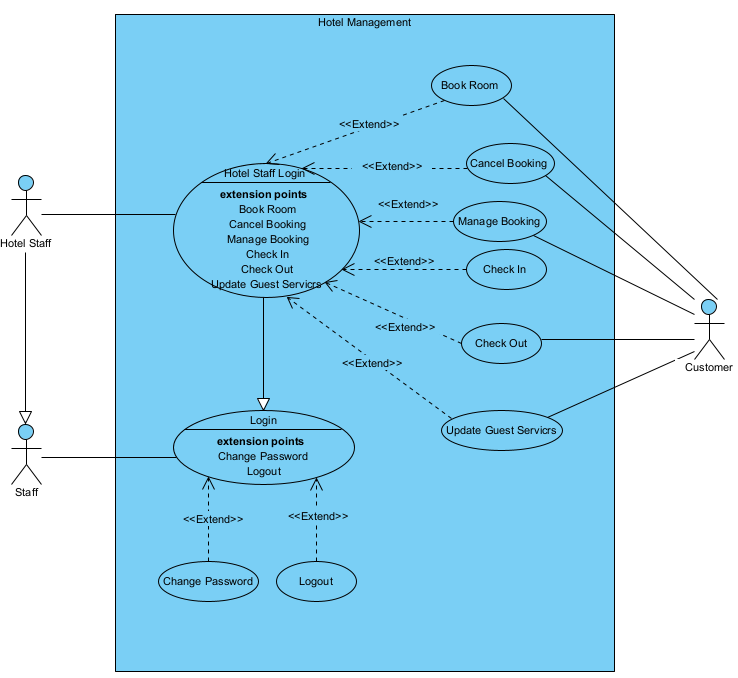 Hotel Management
Book Room
<<Extend>>
Cancel Booking
<<Extend>>
Hotel Staff Login
extension points
Book Room
Cancel Booking
Manage Booking
Check In
Check Out
Update Guest Servicrs
<<Extend>>
Manage Booking
Hotel Staff
<<Extend>>
Check In
<<Extend>>
Check Out
Customer
<<Extend>>
Update Guest Servicrs
Login
extension points
Change Password
Logout
Staff
<<Extend>>
<<Extend>>
Change Password
Logout